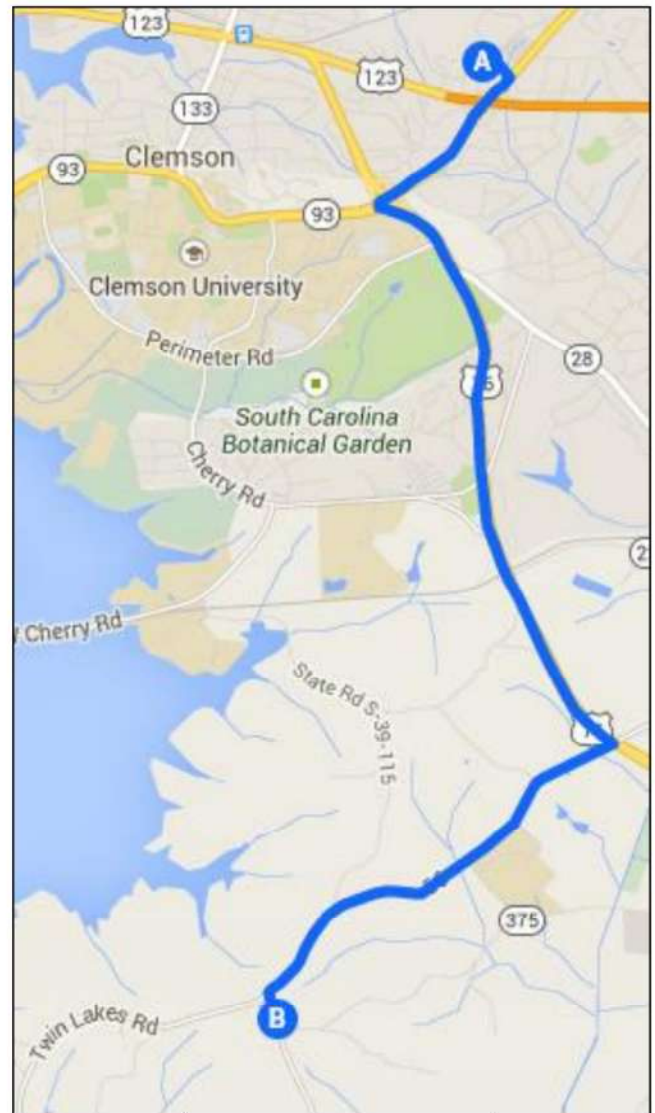 123
A
123
133
Clemson
93
93
Clemson University
Perimeter Rd
28
South Carolina
Botanical Garden
Cherry Rd
Cherry Rd
State Rd S-39-115
375
Twin Lakes Rd
B